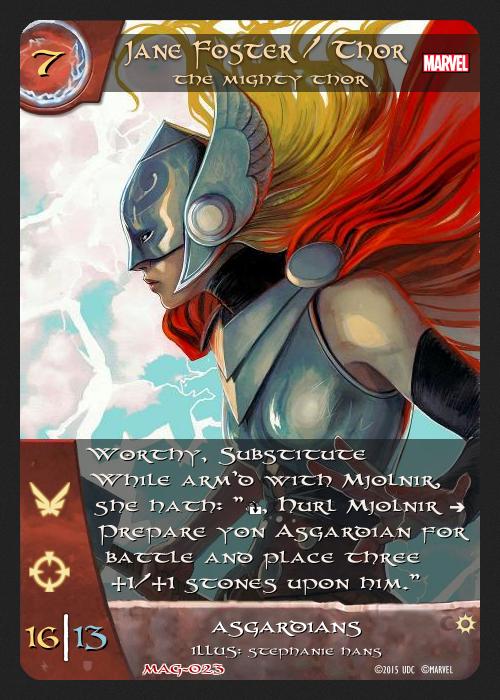 7
Jane Foster / Thor
MARVEL
The Mighty Thor
Worthy, Substitute
While arm'd with Mjolnir,
she hath: " , Hurl Mjolnir →
Prepare yon Asgardian for
battle and place three
+1/+1 stones upon him."
16|13
Asgardians
Illus: Stephanie Hans
MAG-023
©2015 UDC ©MARVEL